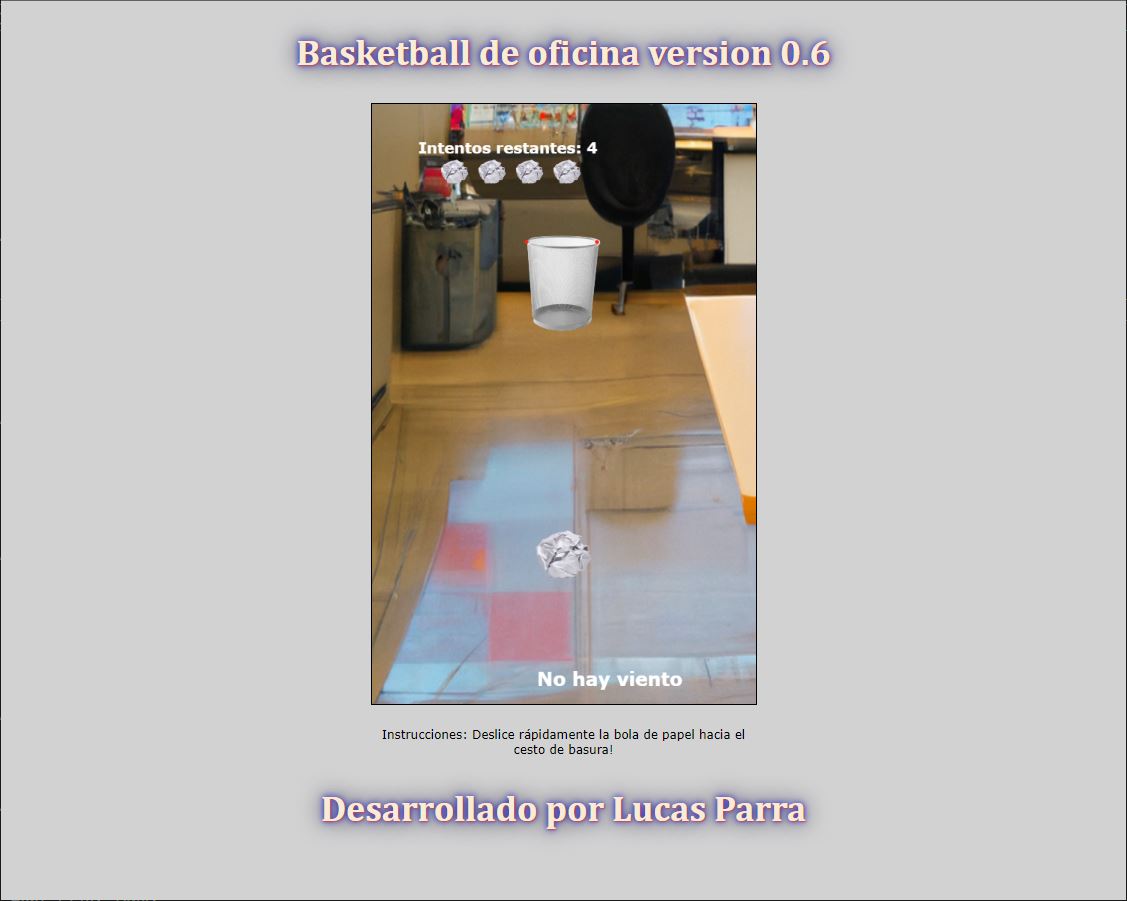 Basketball de oficina version 0.6
Intentos restantes: 4
No hay viento
Instrucciones: Deslice rápidamente la bola de papel hacia el
cesto de basura!
Desarrollado por Lucas Parra